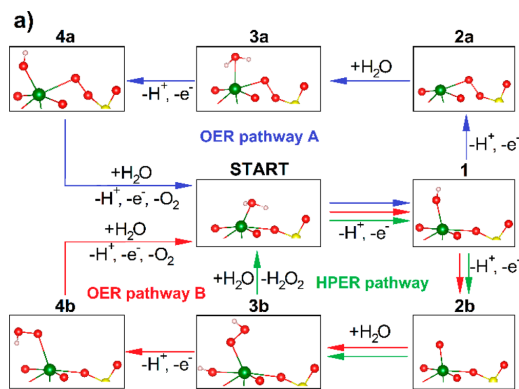 a)
4a
3a
2a
+H₂O
-H⁺, -e⁻
OER pathway A
-H⁺, -e⁻
+H₂O
-H⁺, -e⁻, -O₂
START
1
-H⁺, -e⁻
+H₂O
-H⁺, -e⁻, -O₂
OER pathway B
+H₂O
-H₂O₂
HPER pathway
-H⁺, -e⁻
4b
3b
2b
+H₂O
-H⁺, -e⁻